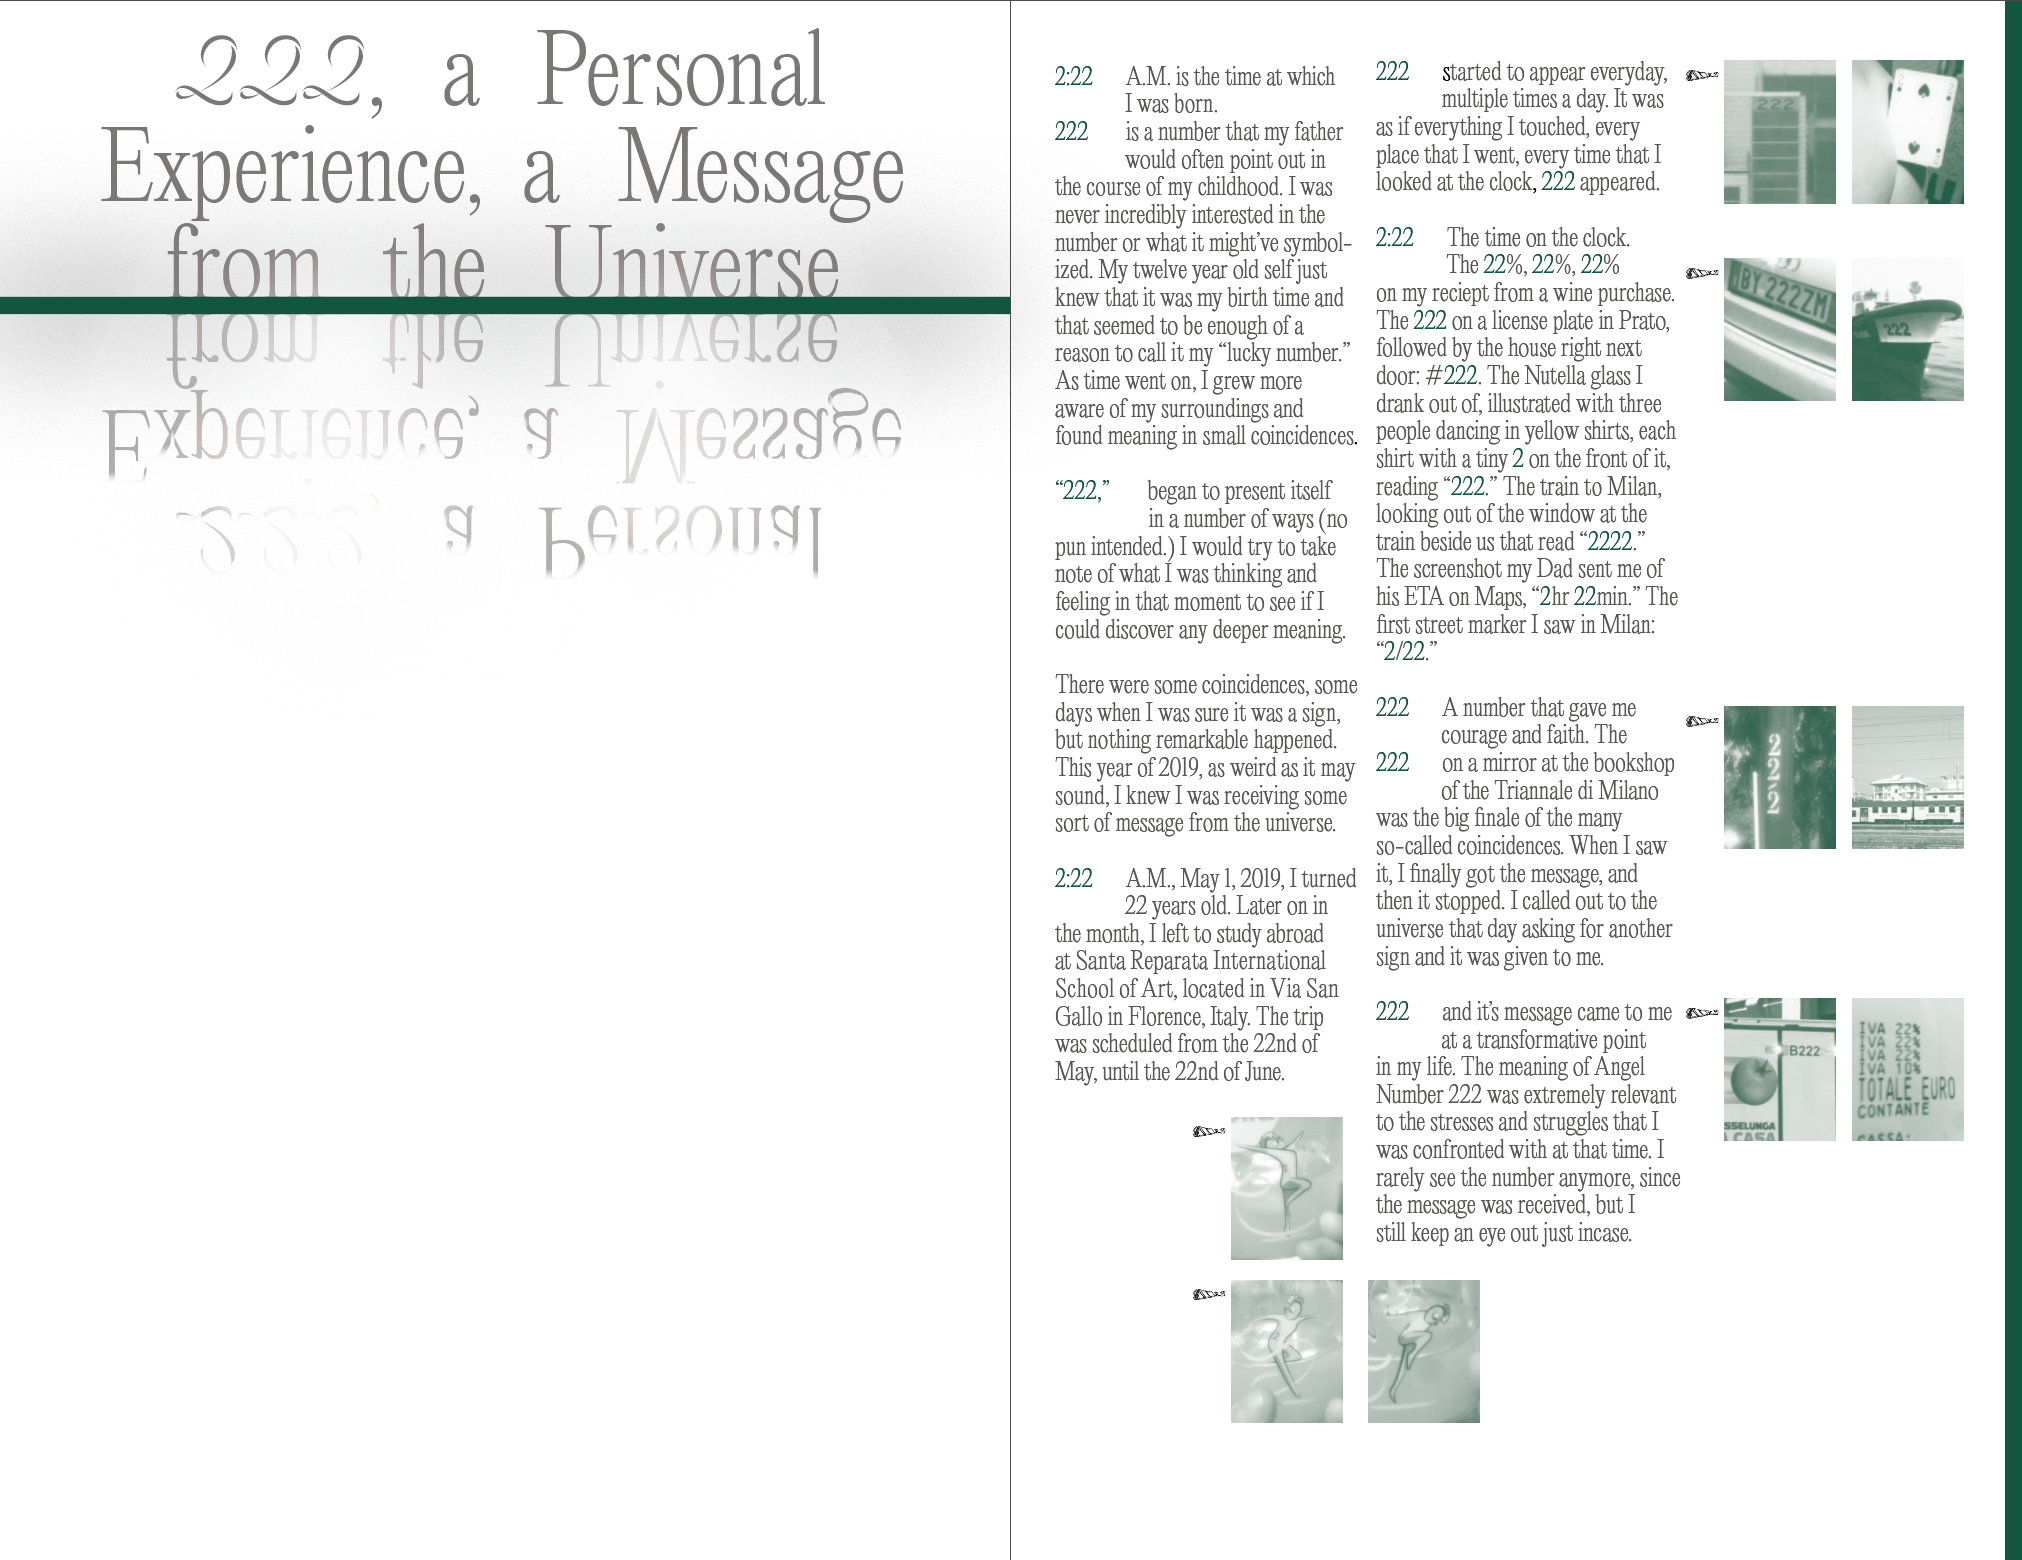 222, a Personal
Experience, a Message
from the Universe
from the Universe
Experience, a Message
222, a Personal
2:22 A.M. is the time at which
I was born.
222 is a number that my father
would often point out in
the course of my childhood. I was
never incredibly interested in the
number or what it might’ve symbol-
ized. My twelve year old self just
knew that it was my birth time and
that seemed to be enough of a
reason to call it my “lucky number.”
As time went on, I grew more
aware of my surroundings and
found meaning in small coincidences.
“222,” began to present itself
in a number of ways (no
pun intended.) I would try to take
note of what I was thinking and
feeling in that moment to see if I
could discover any deeper meaning.
There were some coincidences, some
days when I was sure it was a sign,
but nothing remarkable happened.
This year of 2019, as weird as it may
sound, I knew I was receiving some
sort of message from the universe.
2:22 A.M., May 1, 2019, I turned
22 years old. Later on in
the month, I left to study abroad
at Santa Reparata International
School of Art, located in Via San
Gallo in Florence, Italy. The trip
was scheduled from the 22nd of
May, until the 22nd of June.
222 started to appear everyday,
multiple times a day. It was
as if everything I touched, every
place that I went, every time that I
looked at the clock, 222 appeared.
2:22 The time on the clock.
The 22%, 22%, 22%
on my reciept from a wine purchase.
The 222 on a license plate in Prato,
followed by the house right next
door: #222. The Nutella glass I
drank out of, illustrated with three
people dancing in yellow shirts, each
shirt with a tiny 2 on the front of it,
reading “222.” The train to Milan,
looking out of the window at the
train beside us that read “2222.”
The screenshot my Dad sent me of
his ETA on Maps, “2hr 22min.” The
first street marker I saw in Milan:
“2/22.”
222 A number that gave me
courage and faith. The
222 on a mirror at the bookshop
of the Triannale di Milano
was the big finale of the many
so-called coincidences. When I saw
it, I finally got the message, and
then it stopped. I called out to the
universe that day asking for another
sign and it was given to me.
222 and it’s message came to me
at a transformative point
in my life. The meaning of Angel
Number 222 was extremely relevant
to the stresses and struggles that I
was confronted with at that time. I
rarely see the number anymore, since
the message was received, but I
still keep an eye out just incase.
222
2
2
BY 222ZM
222
2
2
2
B222
SSELUNGA
A CASA
IVA 22%
IVA 22%
IVA 22%
IVA 10%
TOTALE EURO
CONTANTE
CASSA: